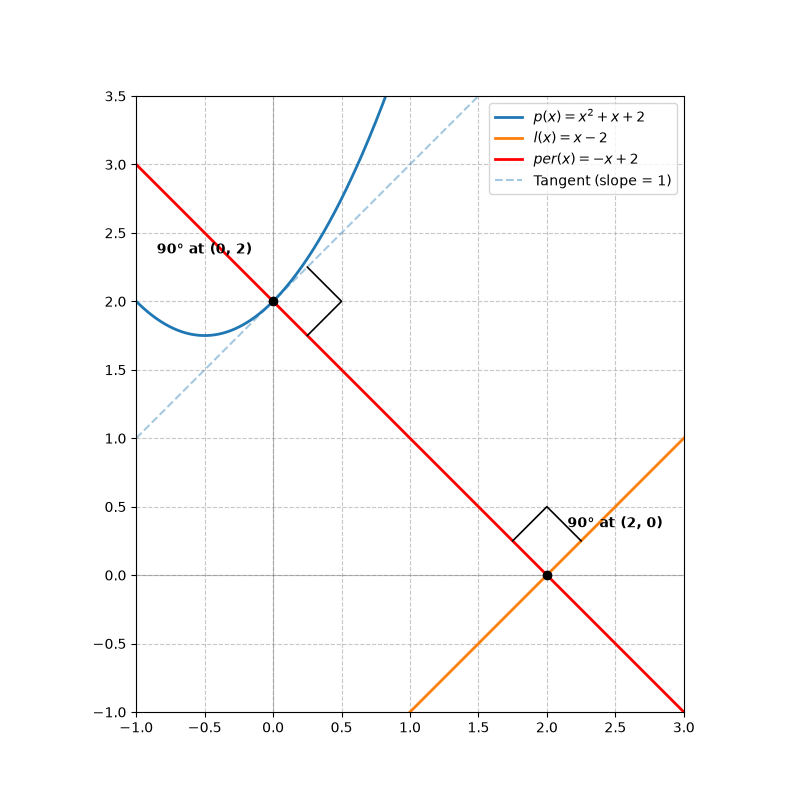 3.5
3.0
2.5
2.0
1.5
1.0
0.5
0.0
−0.5
−1.0
−1.0 −0.5 0.0 0.5 1.0 1.5 2.0 2.5 3.0
p(x) = x² + x + 2
l(x) = x − 2
per(x) = −x + 2
Tangent (slope = 1)
90° at (0, 2)
90° at (2, 0)